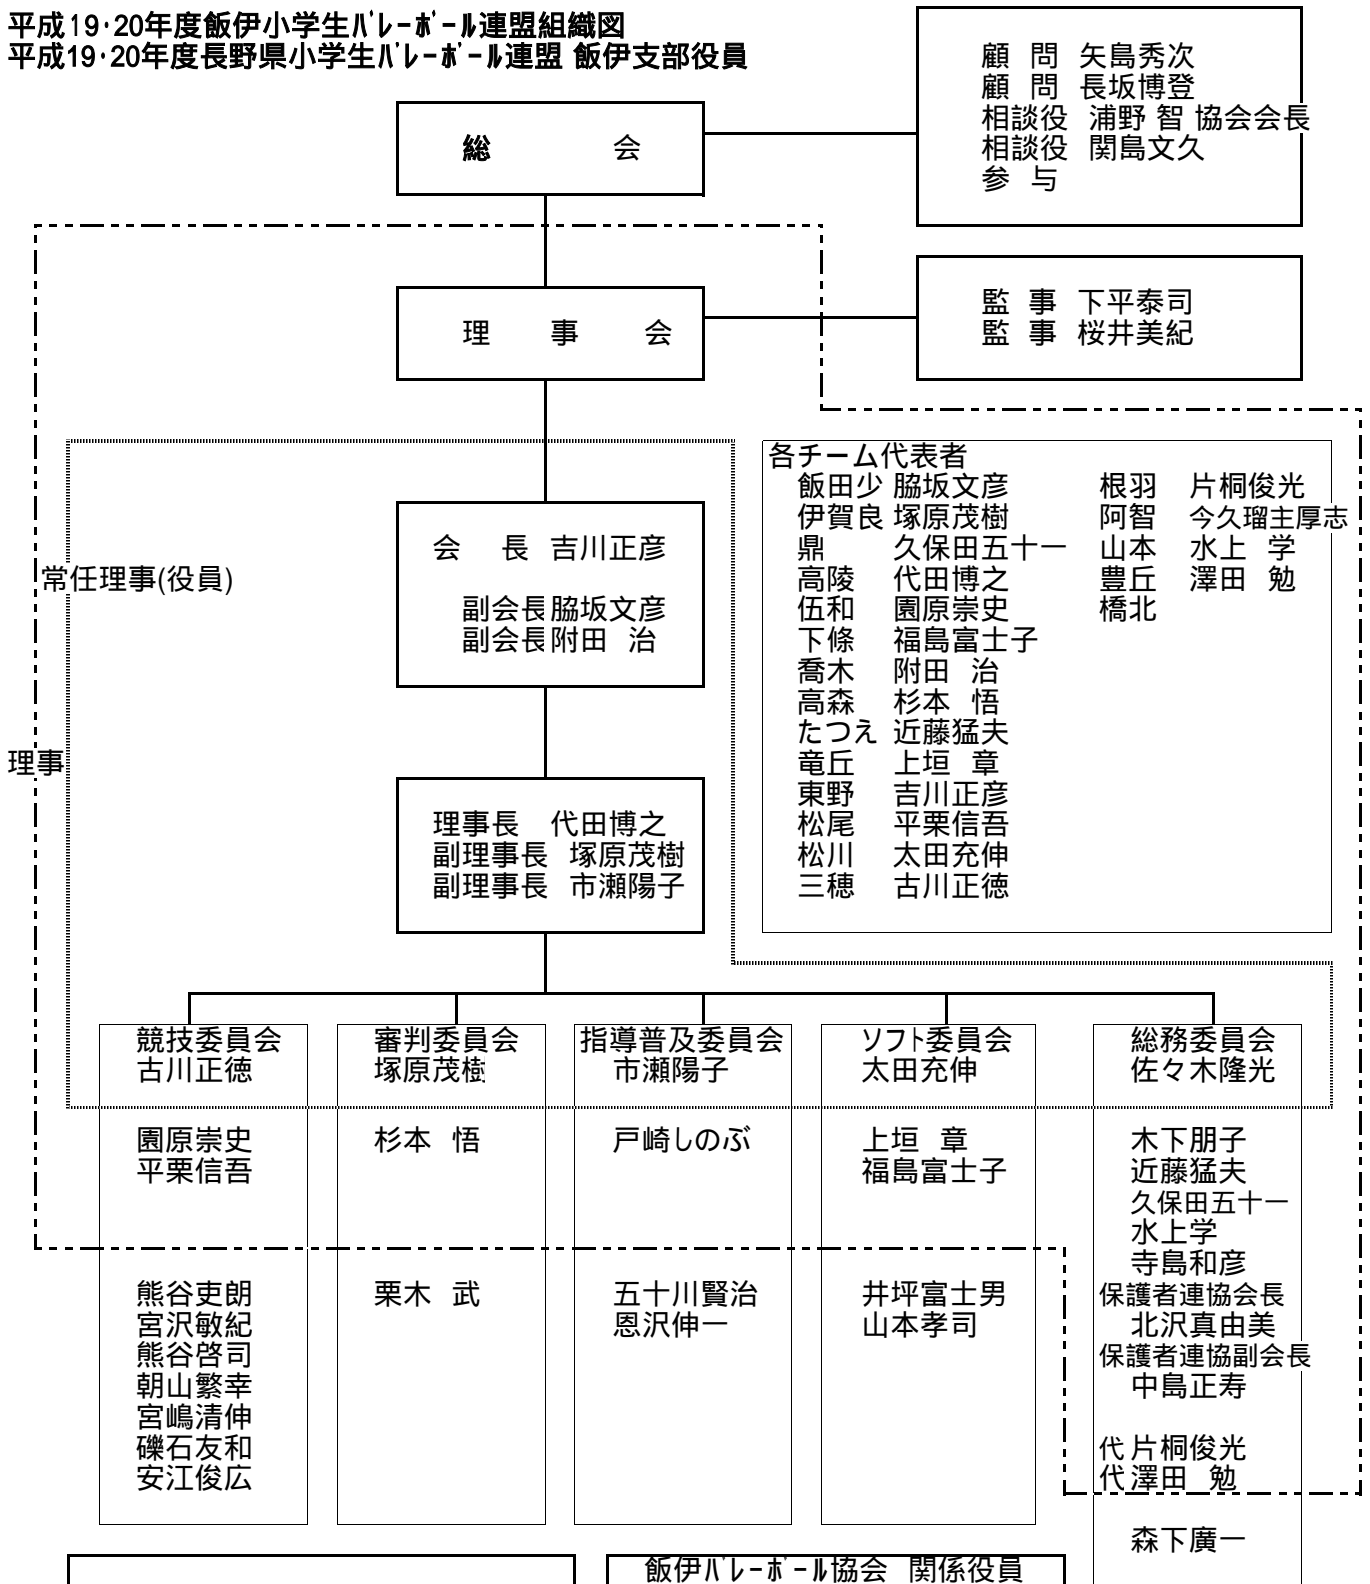 平成19･20年度飯伊小学生ﾊﾞﾚｰﾎﾞｰﾙ連盟組織図
平成19･20年度長野県小学生ﾊﾞﾚｰﾎﾞｰﾙ連盟 飯伊支部役員
顧 問 矢島秀次
顧 問 長坂博登
相談役 浦野 智 協会会長
相談役 関島文久
参 与
総 会
監 事 下平泰司
監 事 桜井美紀
理 事 会
常任理事(役員)
理事
会 長 吉川正彦
副会長 脇坂文彦
副会長 附田 治
理事長 代田博之
副理事長 塚原茂樹
副理事長 市瀬陽子
各チーム代表者
飯田少 脇坂文彦 根羽 片桐俊光
伊賀良 塚原茂樹 阿智 今久瑠主厚志
鼎 久保田五十一 山本 水上 学
高陵 代田博之 豊丘 澤田 勉
伍和 園原崇史 橋北
下條 福島富士子
喬木 附田 治
高森 杉本 悟
たつえ 近藤猛夫
竜丘 上垣 章
東野 吉川正彦
松尾 平栗信吾
松川 太田充伸
三穂 古川正徳
競技委員会
古川正徳
園原崇史
平栗信吾
熊谷吏朗
宮沢敏紀
熊谷啓司
朝山繁幸
宮嶋清伸
礫石友和
安江俊広
審判委員会
塚原茂樹
杉本 悟
栗木 武
指導普及委員会
市瀬陽子
戸崎しのぶ
五十川賢治
恩沢伸一
ソフト委員会
太田充伸
上垣 章
福島富士子
井坪富士男
山本孝司
総務委員会
佐々木隆光
木下朋子
近藤猛夫
久保田五十一
水上学
寺島和彦
保護者連協会長
北沢真由美
保護者連協副会長
中島正寿
代 片桐俊光
代 澤田 勉
森下廣一
飯伊ﾊﾞﾚｰﾎﾞｰﾙ協会 関係役員